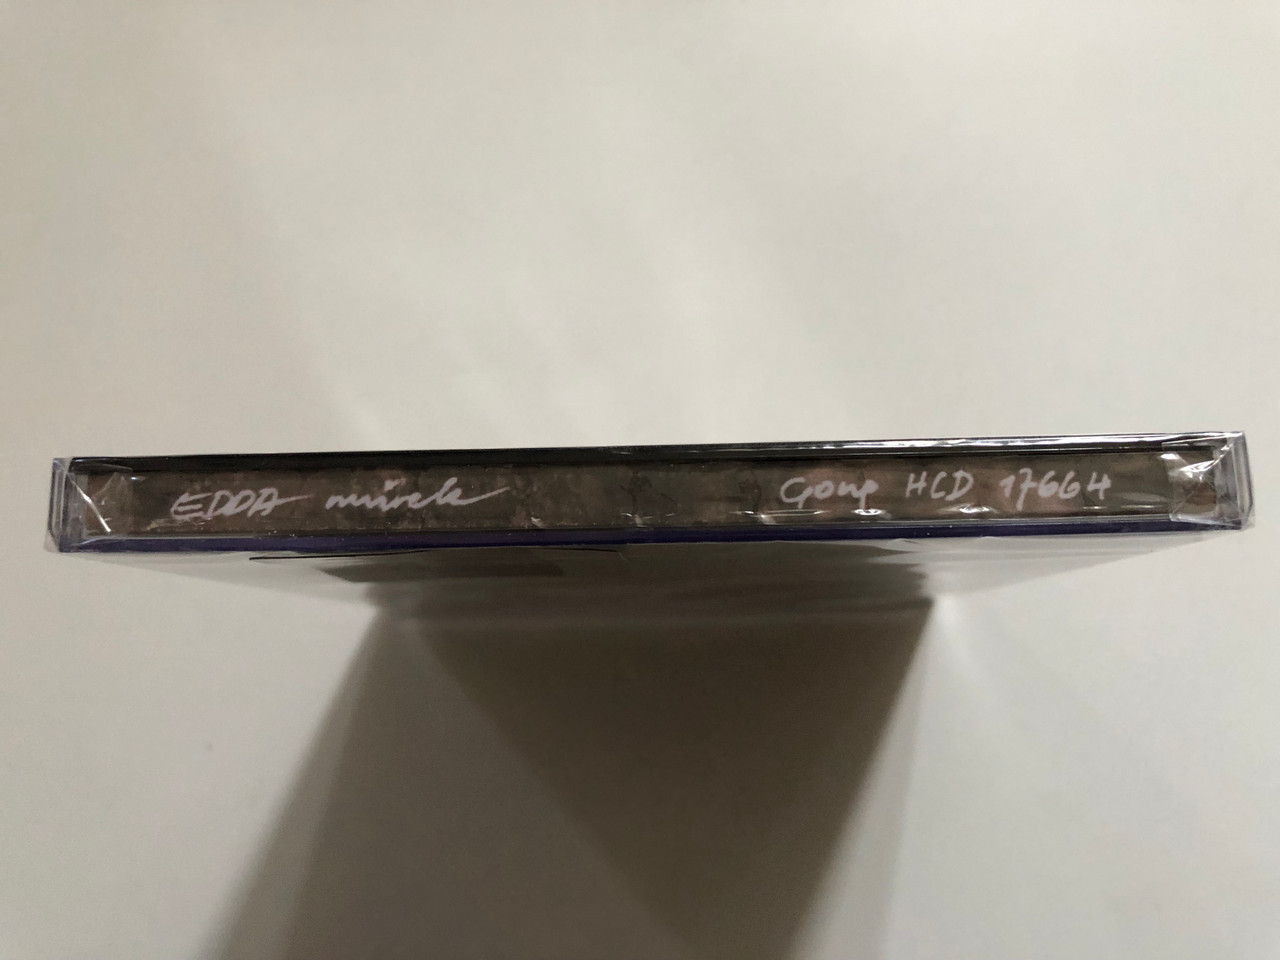 EDDA művek Gong HCD 17664